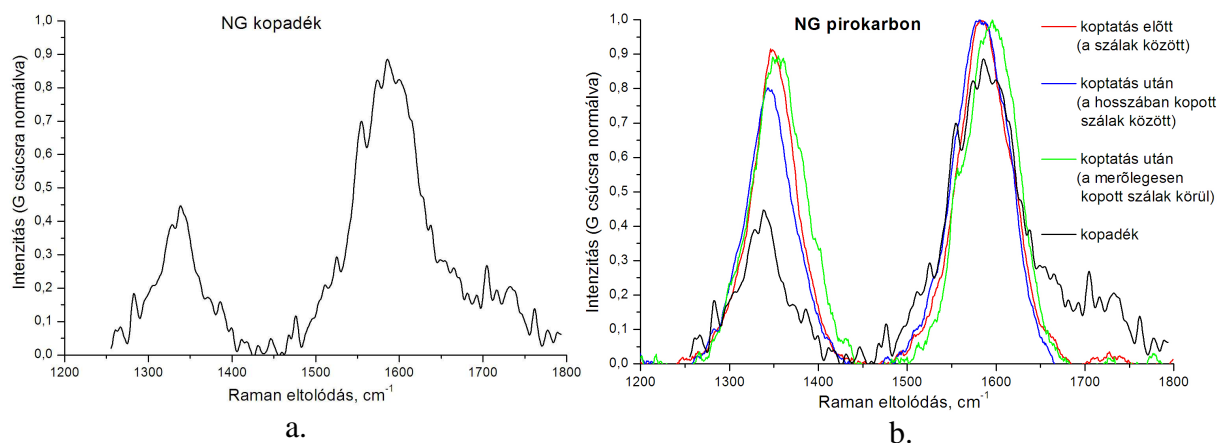 NG kopadék
Intenzitás (G csúcsra normálva)
1,0
0,9
0,8
0,7
0,6
0,5
0,4
0,3
0,2
0,1
0,0
1200 1300 1400 1500 1600 1700 1800
Raman eltolódás, cm-1
a.
NG pirokarbon
Intenzitás (G csúcsra normálva)
1,0
0,9
0,8
0,7
0,6
0,5
0,4
0,3
0,2
0,1
0,0
1200 1300 1400 1500 1600 1700 1800
Raman eltolódás, cm-1
koptatás elõtt
(a szálak között)
koptatás után
(a hosszában kopott
szálak között)
koptatás után
(a merõlegesen
kopott szálak körül)
kopadék
b.